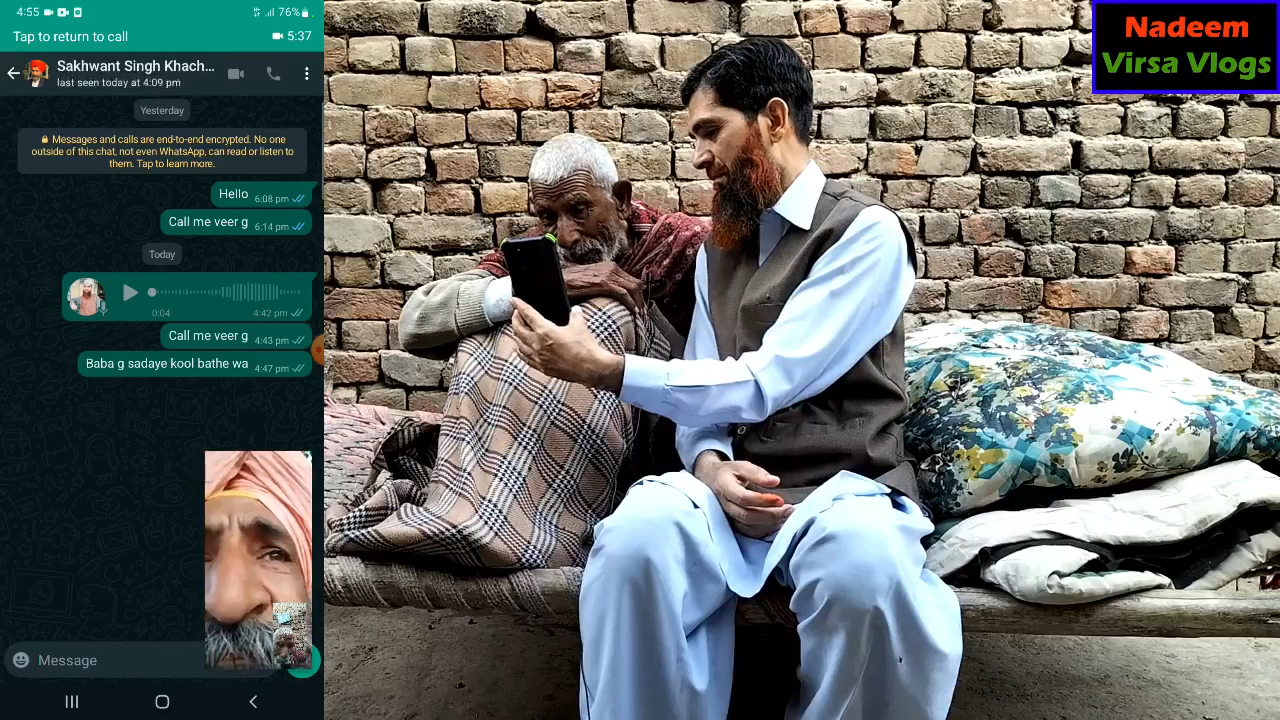 4:55
76%
Tap to return to call
5:37
Sakhwant Singh Khach...
last seen today at 4:09 pm
Yesterday
Messages and calls are end-to-end encrypted. No one
outside of this chat, not even WhatsApp, can read or listen to
them. Tap to learn more.
Hello 6:08 pm
Call me veer g 6:14 pm
Today
0:04 4:42 pm
Call me veer g 4:43 pm
Baba g sadaye kool bathe wa 4:47 pm
Message
Nadeem
Virsa Vlogs